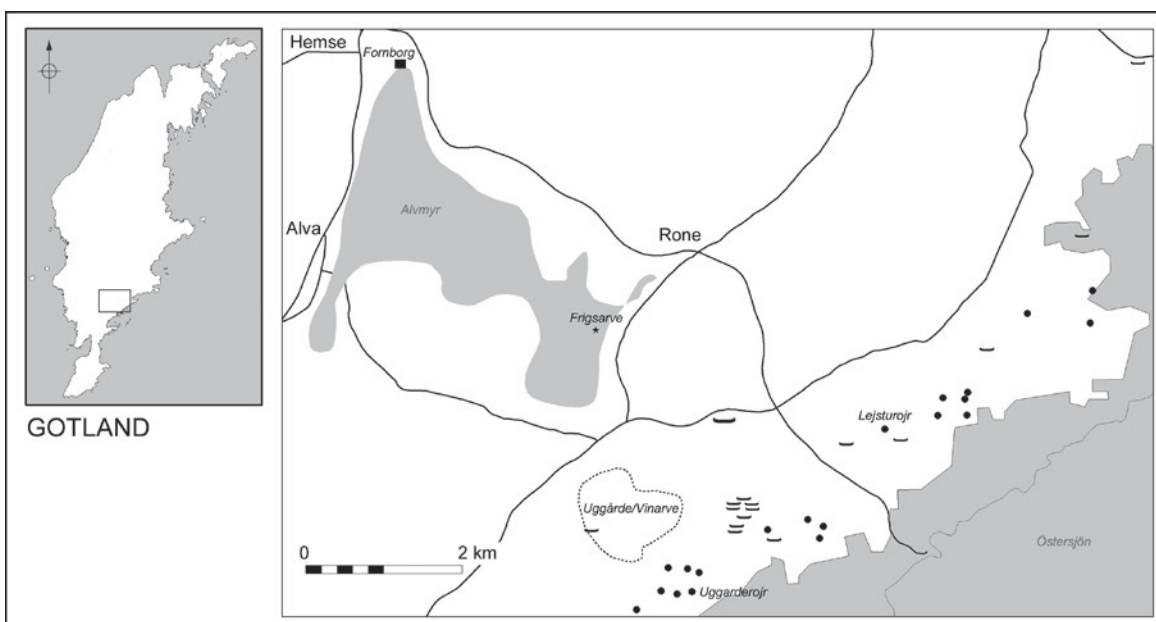 GOTLAND
Hemse
Fornborg
Alvmyr
Alva
Rone
Frigsarve
Lejsturojr
Uggårde/Vinarve
0 2 km
Östersjön
Uggarderojr